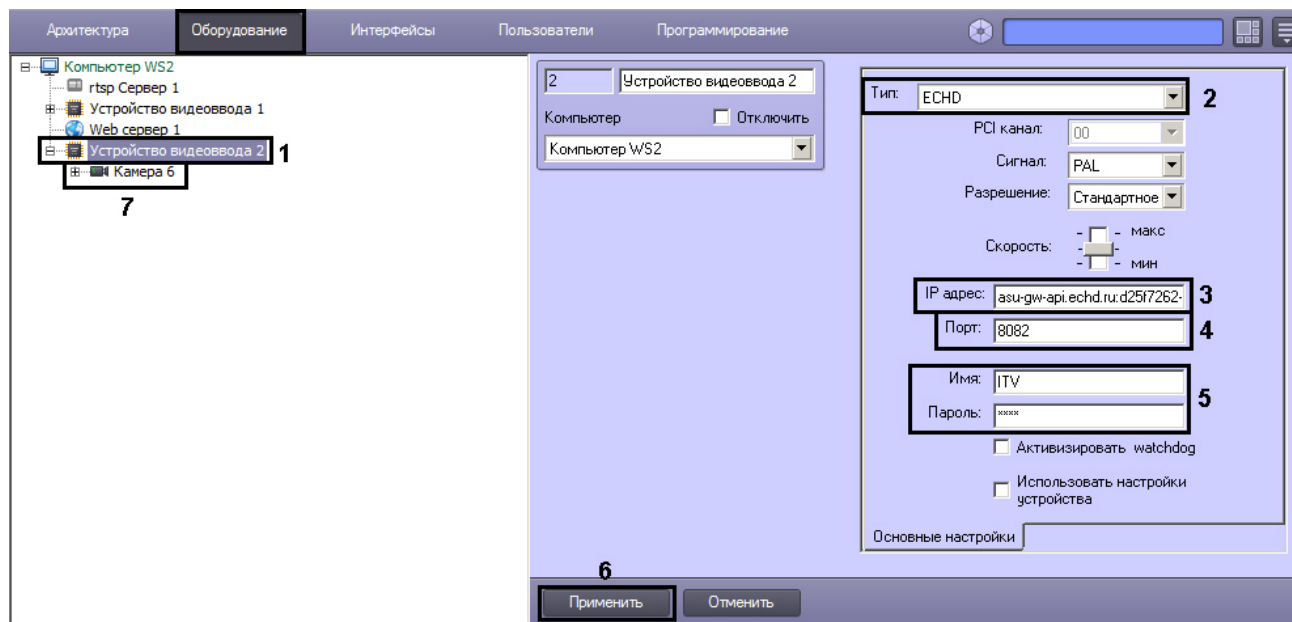 Архитектура Оборудование Интерфейсы Пользователи Программирование
Компьютер WS2
rtsp Сервер 1
Устройство видеоввода 1
Web сервер 1
Устройство видеоввода 2 1
Камера 6
7
2 Устройство видеоввода 2
Компьютер Отключить
Компьютер WS2
Тип: ECHD 2
PCI канал: 00
Сигнал: PAL
Разрешение: Стандартное
- - макс
Скорость: - -
- - мин
IP адрес: asu-gw-api.echd.ru:d25f7262- 3
Порт: 8082 4
Имя: ITV
Пароль: **** 5
Активизировать watchdog
Использовать настройки
устройства
Основные настройки
6
Применить Отменить